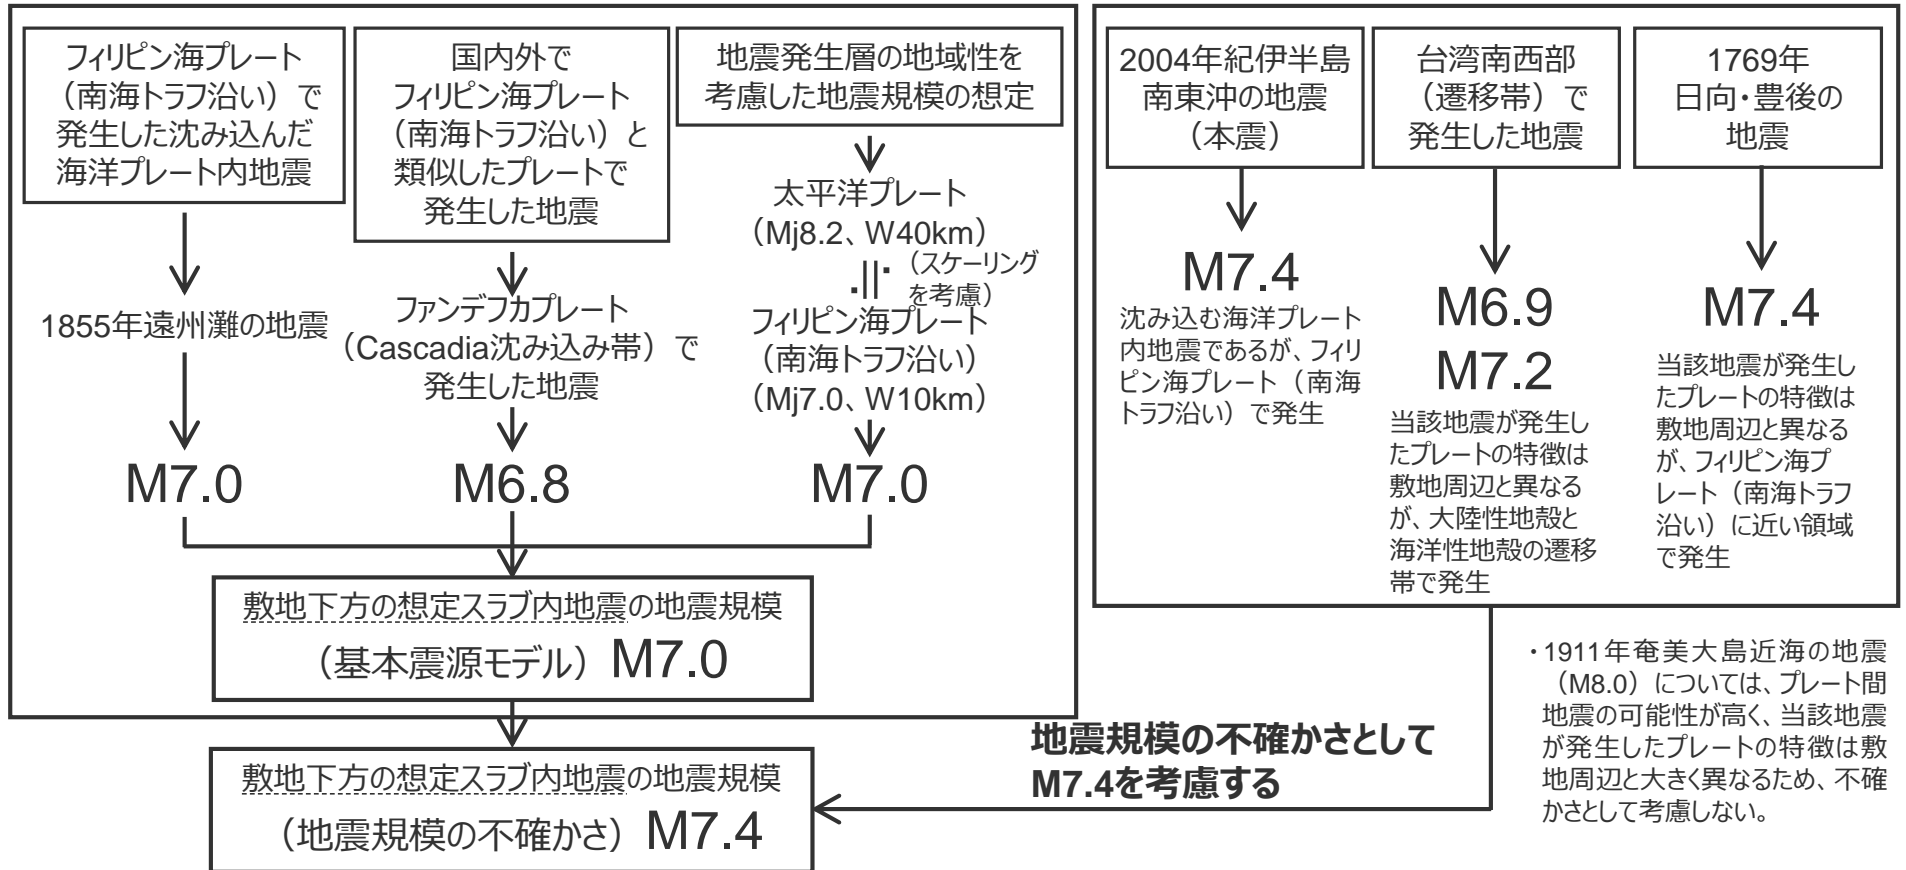 フィリピン海プレート
（南海トラフ沿い）で
発生した沈み込んだ
海洋プレート内地震
1855年遠州灘の地震
M7.0
国内外で
フィリピン海プレート
（南海トラフ沿い）と
類似したプレートで
発生した地震
ファンデフカプレート
（Cascadia沈み込み帯）で
発生した地震
M6.8
地震発生層の地域性を
考慮した地震規模の想定
太平洋プレート
（Mj8.2、W40km）
（スケーリング
を考慮）
フィリピン海プレート
（南海トラフ沿い）
（Mj7.0、W10km）
M7.0
敷地下方の想定スラブ内地震の地震規模
（基本震源モデル）M7.0
敷地下方の想定スラブ内地震の地震規模
（地震規模の不確かさ）M7.4
2004年紀伊半島
南東沖の地震
（本震）
M7.4
沈み込む海洋プレート
内地震であるが、フィリ
ピン海プレート（南海
トラフ沿い）で発生
台湾南西部
（遷移帯）で
発生した地震
M6.9
M7.2
当該地震が発生し
たプレートの特徴は
敷地周辺と異なる
が、大陸性地殻と
海洋性地殻の遷移
帯で発生
1769年
日向・豊後の
地震
M7.4
当該地震が発生し
たプレートの特徴は
敷地周辺と異なる
が、フィリピン海プ
レート（南海トラフ
沿い）に近い領域
で発生
地震規模の不確かさとして
M7.4を考慮する
・1911年奄美大島近海の地震
（M8.0）については、プレート間
地震の可能性が高く、当該地震
が発生したプレートの特徴は敷
地周辺と大きく異なるため、不確
かさとして考慮しない。